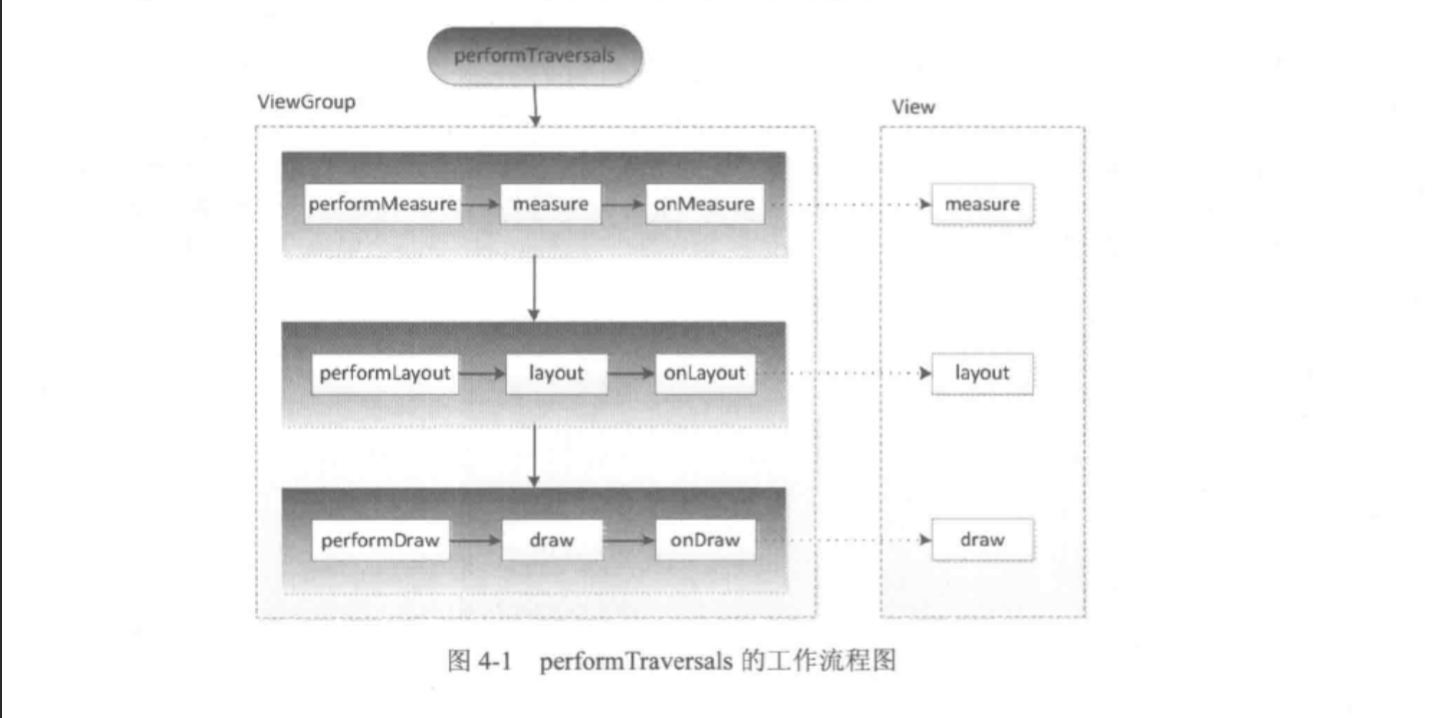 performTraversals
ViewGroup
View
performMeasure
measure
onMeasure
measure
performLayout
layout
onLayout
layout
performDraw
draw
onDraw
draw
图 4-1 performTraversals 的工作流程图